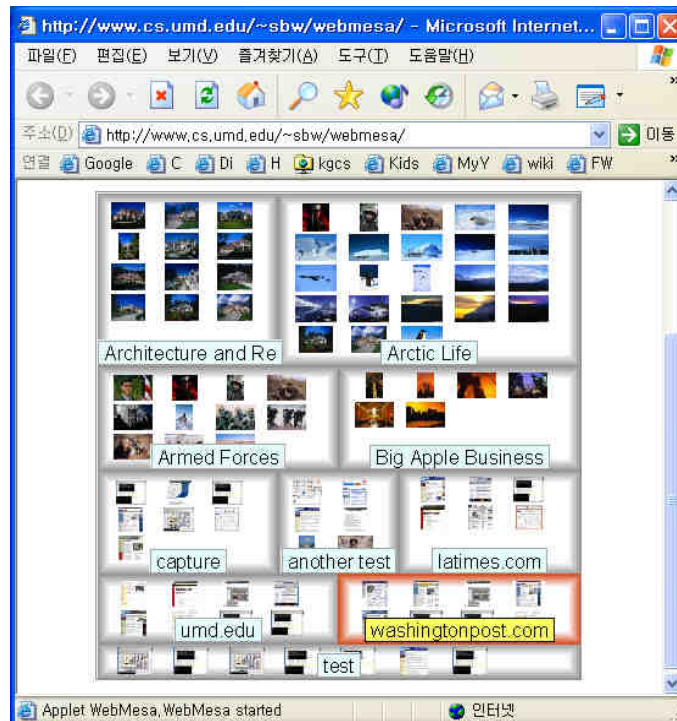 http://www.cs.umd.edu/~sbw/webmesa/ - Microsoft Internet...
파일(F) 편집(E) 보기(V) 즐겨찾기(A) 도구(T) 도움말(H)
주소(D) http://www.cs.umd.edu/~sbw/webmesa/ 이동
연결 Google C Di H kgcs Kids MyY wiki FW
Architecture and Re Arctic Life
Armed Forces Big Apple Business
capture another test latimes.com
umd.edu washingtonpost.com
test
Applet WebMesa,WebMesa started 인터넷